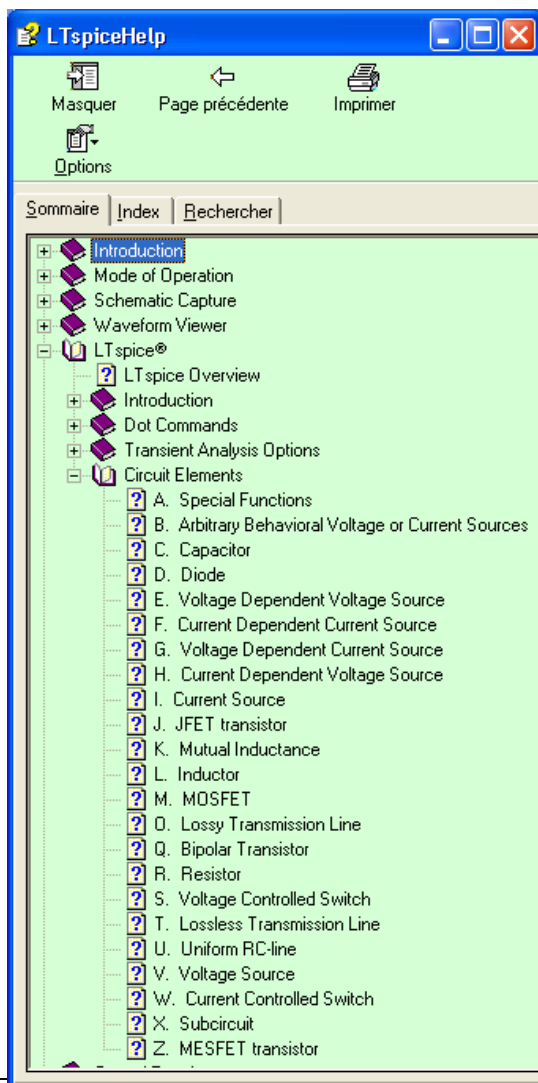 LTspiceHelp
Masquer Page précédente Imprimer
Options
Sommaire Index Rechercher
Introduction
Mode of Operation
Schematic Capture
Waveform Viewer
LTspice®
LTspice Overview
Introduction
Dot Commands
Transient Analysis Options
Circuit Elements
A. Special Functions
B. Arbitrary Behavioral Voltage or Current Sources
C. Capacitor
D. Diode
E. Voltage Dependent Voltage Source
F. Current Dependent Current Source
G. Voltage Dependent Current Source
H. Current Dependent Voltage Source
I. Current Source
J. JFET transistor
K. Mutual Inductance
L. Inductor
M. MOSFET
O. Lossy Transmission Line
Q. Bipolar Transistor
R. Resistor
S. Voltage Controlled Switch
T. Lossless Transmission Line
U. Uniform RC-line
V. Voltage Source
W. Current Controlled Switch
X. Subcircuit
Z. MESFET transistor